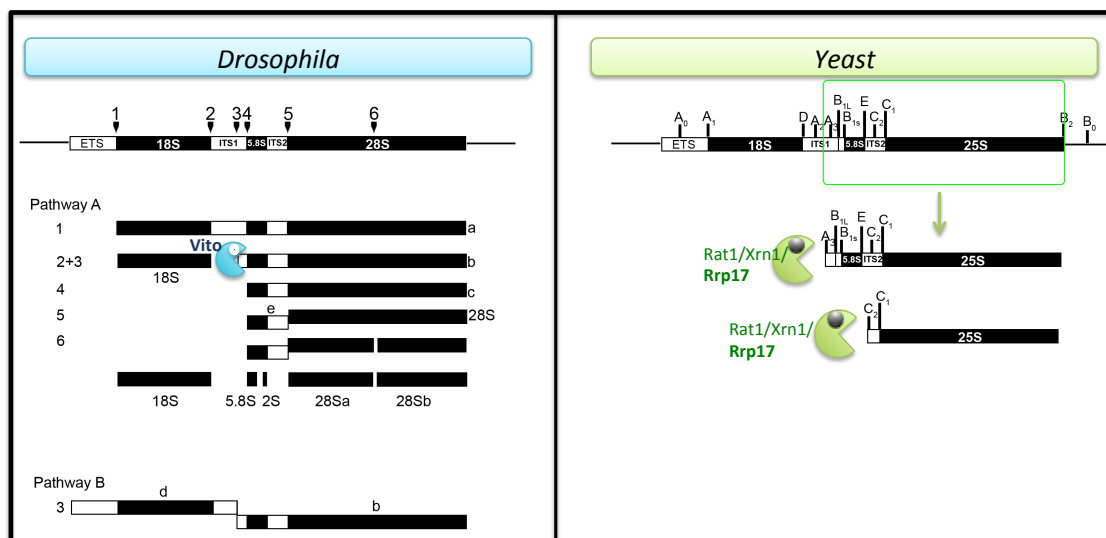 Drosophila
1 2 3 4 5 6
ETS 18S ITS1 5.8S ITS2 28S
Pathway A
1 a
Vito
2+3 b
18S
4 c
5 e 28S
6
18S 5.8S 2S 28Sa 28Sb
Pathway B
d
3 b
Yeast
A0 A1 D A2 A3 B1L B1s E C2 C1 B2 B0
ETS 18S ITS1 5.8S ITS2 25S
A3 B1L B1s E C2 C1
Rat1/Xrn1/
Rrp17
5.8S ITS2 25S
C2 C1
Rat1/Xrn1/
Rrp17
25S